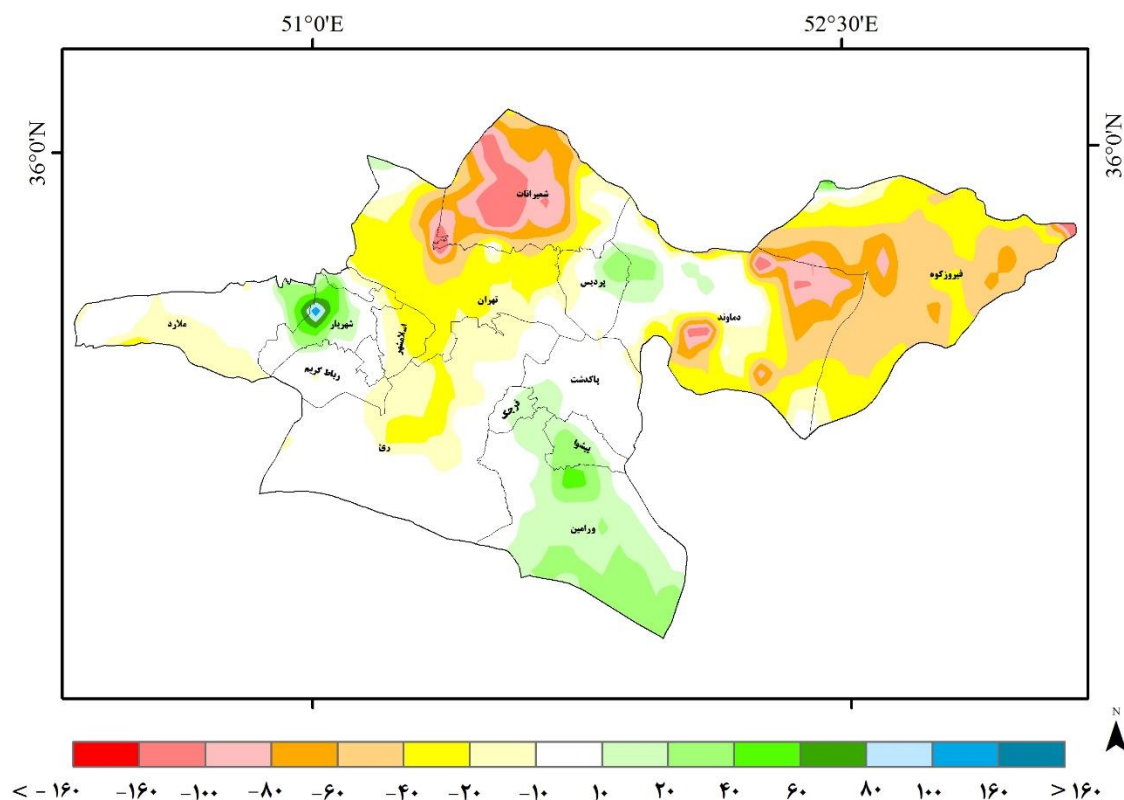 51°0'E 52°30'E
36°0'N 36°0'N
شمیرانات
فیروزکوه
پردیس
تهران
دماوند
ملارد
شهریار
اسلامشهر
رباط کریم
پاکدشت
قرچک
ری
پیشوا
ورامین
N
< -۱۶۰ -۱۶۰ -۱۰۰ -۸۰ -۶۰ -۴۰ -۲۰ -۱۰ ۱۰ ۲۰ ۴۰ ۶۰ ۸۰ ۱۰۰ ۱۶۰ > ۱۶۰